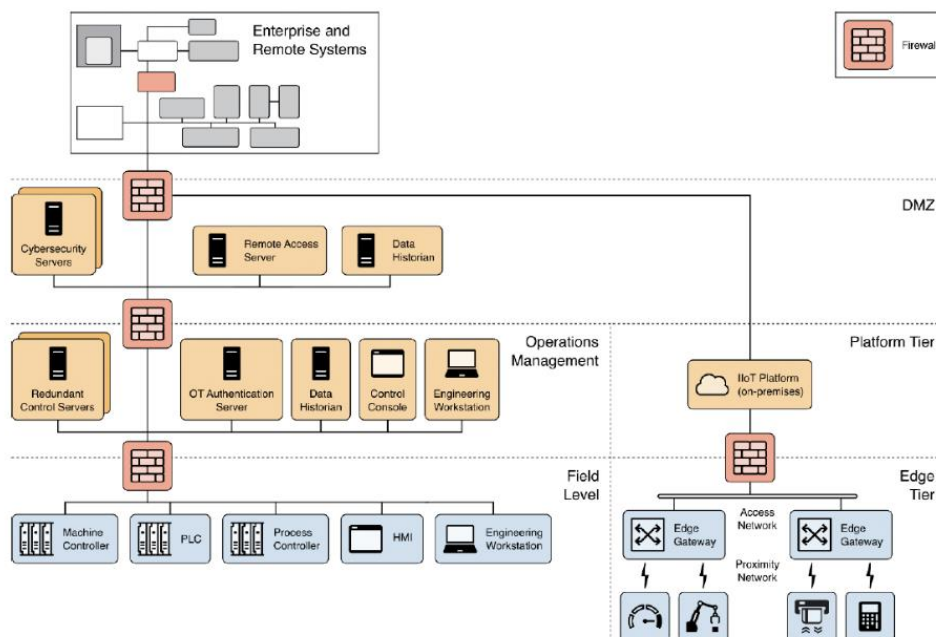 Enterprise and
Remote Systems
Firewall
DMZ
Cybersecurity
Servers
Remote Access
Server
Data
Historian
Operations
Management
Platform Tier
Redundant
Control Servers
OT Authentication
Server
Data
Historian
Control
Console
Engineering
Workstation
IIoT Platform
(on-premises)
Field
Level
Edge
Tier
Machine
Controller
PLC
Process
Controller
HMI
Engineering
Workstation
Access
Network
Edge
Gateway
Edge
Gateway
Proximity
Network